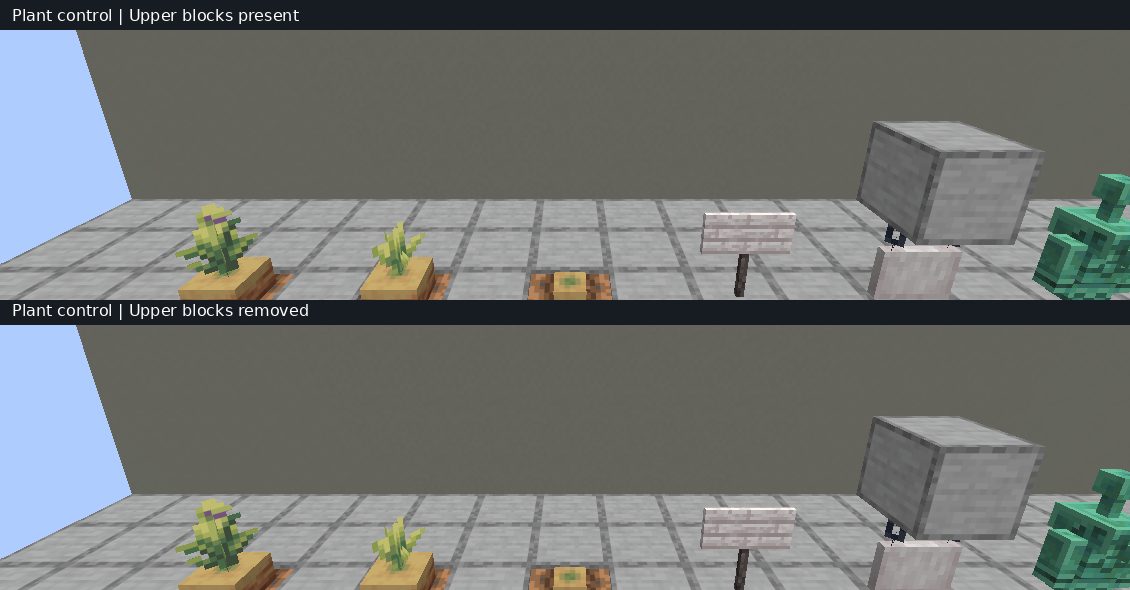 Plant control | Upper blocks present
Plant control | Upper blocks removed